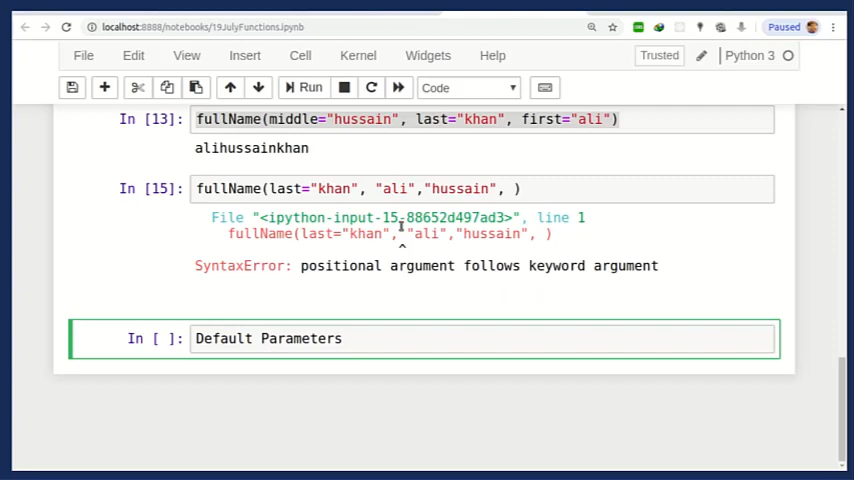 localhost:8888/notebooks/19JulyFunctions.ipynb
Paused
File Edit View Insert Cell Kernel Widgets Help Trusted Python 3
Run Code
In [13]: fullName(middle="hussain", last="khan", first="ali")
alihussainkhan
In [15]: fullName(last="khan", "ali","hussain", )
File "<ipython-input-15-88652d497ad3>", line 1
fullName(last="khan", "ali","hussain", )
^
SyntaxError: positional argument follows keyword argument
In [ ]: Default Parameters